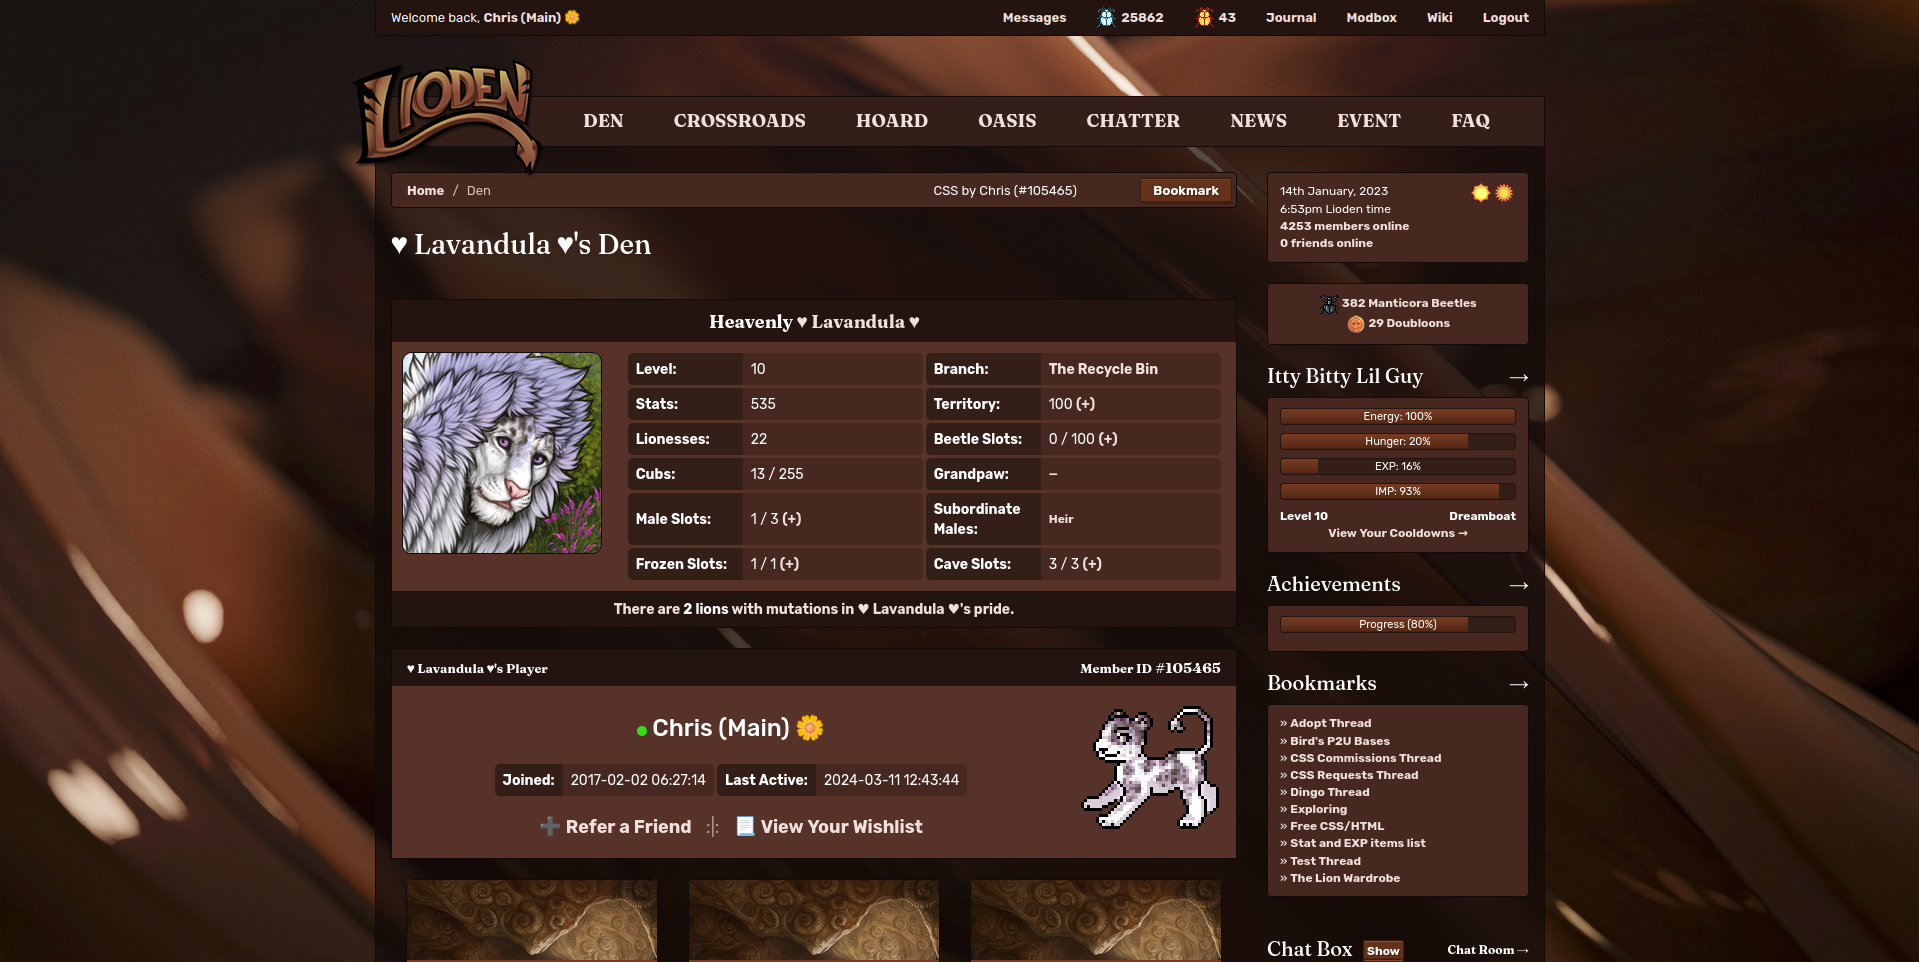 Welcome back, Chris (Main) 🌼
Messages 25862 43 Journal Modbox Wiki Logout
LIODEN
DEN CROSSROADS HOARD OASIS CHATTER NEWS EVENT FAQ
Home / Den CSS by Chris (#105465) Bookmark
♥ Lavandula ♥'s Den
Heavenly ♥ Lavandula ♥
Level: 10 Branch: The Recycle Bin
Stats: 535 Territory: 100 (+)
Lionesses: 22 Beetle Slots: 0 / 100 (+)
Cubs: 13 / 255 Grandpaw: –
Male Slots: 1 / 3 (+) Subordinate Males: Heir
Frozen Slots: 1 / 1 (+) Cave Slots: 3 / 3 (+)
There are 2 lions with mutations in ♥ Lavandula ♥'s pride.
♥ Lavandula ♥'s Player Member ID #105465
Chris (Main) 🌼
Joined: 2017-02-02 06:27:14 Last Active: 2024-03-11 12:43:44
➕ Refer a Friend :|: 📃 View Your Wishlist
14th January, 2023
6:53pm Lioden time
4253 members online
0 friends online
382 Manticora Beetles
29 Doubloons
Itty Bitty Lil Guy →
Energy: 100%
Hunger: 20%
EXP: 16%
IMP: 93%
Level 10 Dreamboat
View Your Cooldowns →
Achievements →
Progress (80%)
Bookmarks →
» Adopt Thread
» Bird's P2U Bases
» CSS Commissions Thread
» CSS Requests Thread
» Dingo Thread
» Exploring
» Free CSS/HTML
» Stat and EXP items list
» Test Thread
» The Lion Wardrobe
Chat Box Show Chat Room →